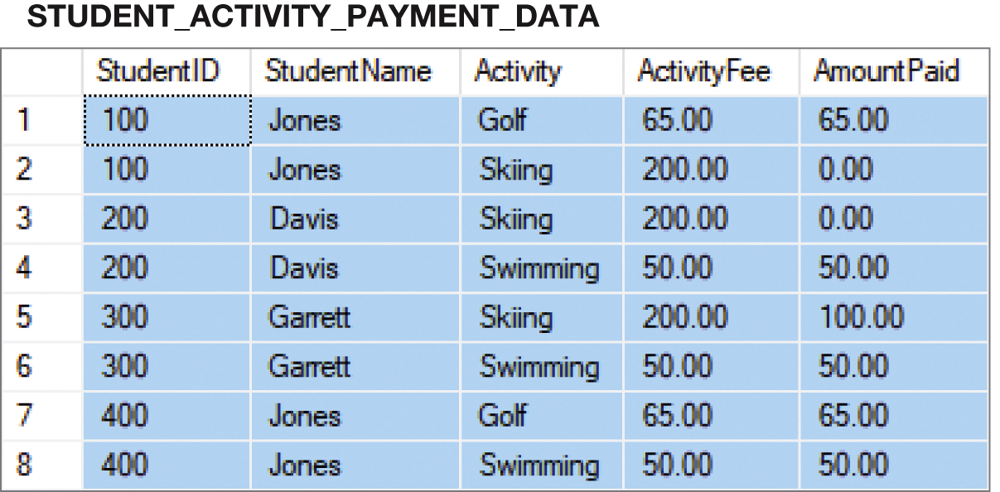 STUDENT_ACTIVITY_PAYMENT_DATA
StudentID StudentName Activity ActivityFee AmountPaid
1 100 Jones Golf 65.00 65.00
2 100 Jones Skiing 200.00 0.00
3 200 Davis Skiing 200.00 0.00
4 200 Davis Swimming 50.00 50.00
5 300 Garrett Skiing 200.00 100.00
6 300 Garrett Swimming 50.00 50.00
7 400 Jones Golf 65.00 65.00
8 400 Jones Swimming 50.00 50.00